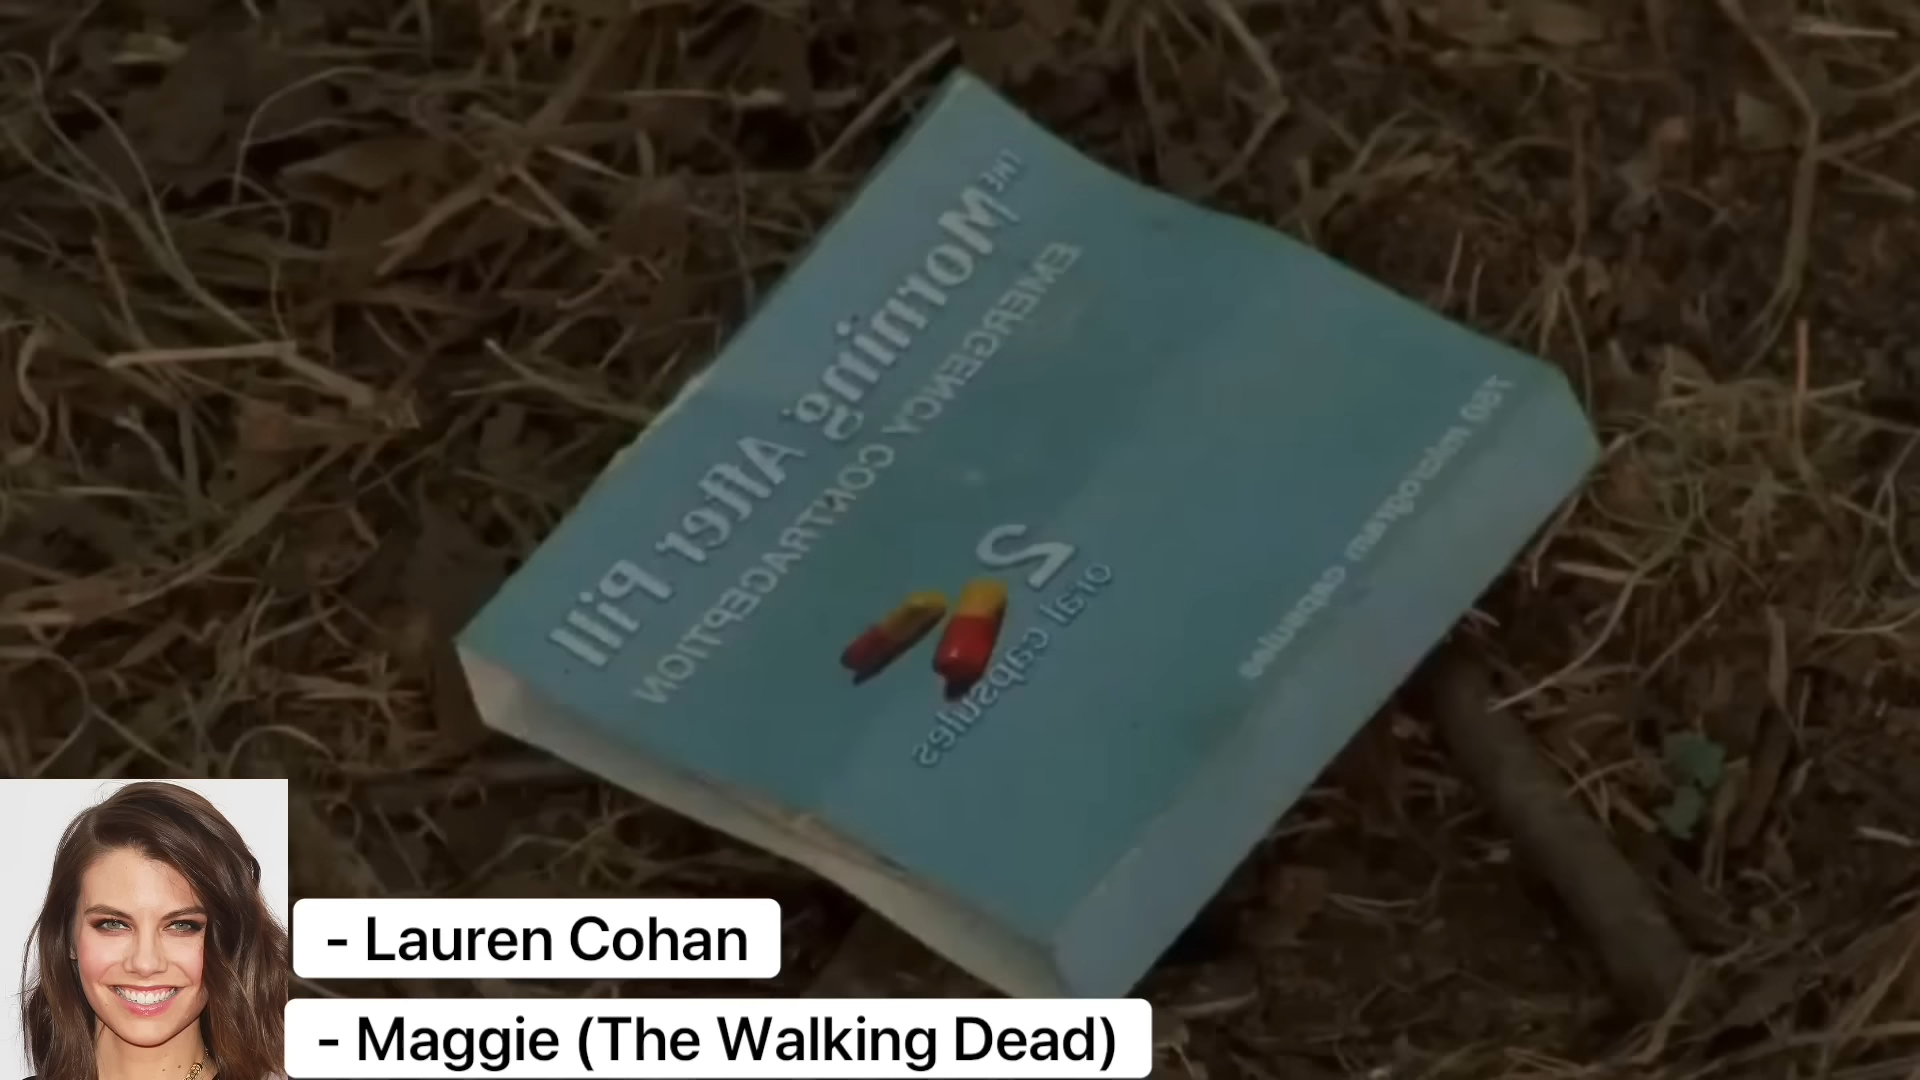 THE
Morning After Pill
EMERGENCY CONTRACEPTION
2
oral capsules
750 microgram capsules
- Lauren Cohan
- Maggie (The Walking Dead)